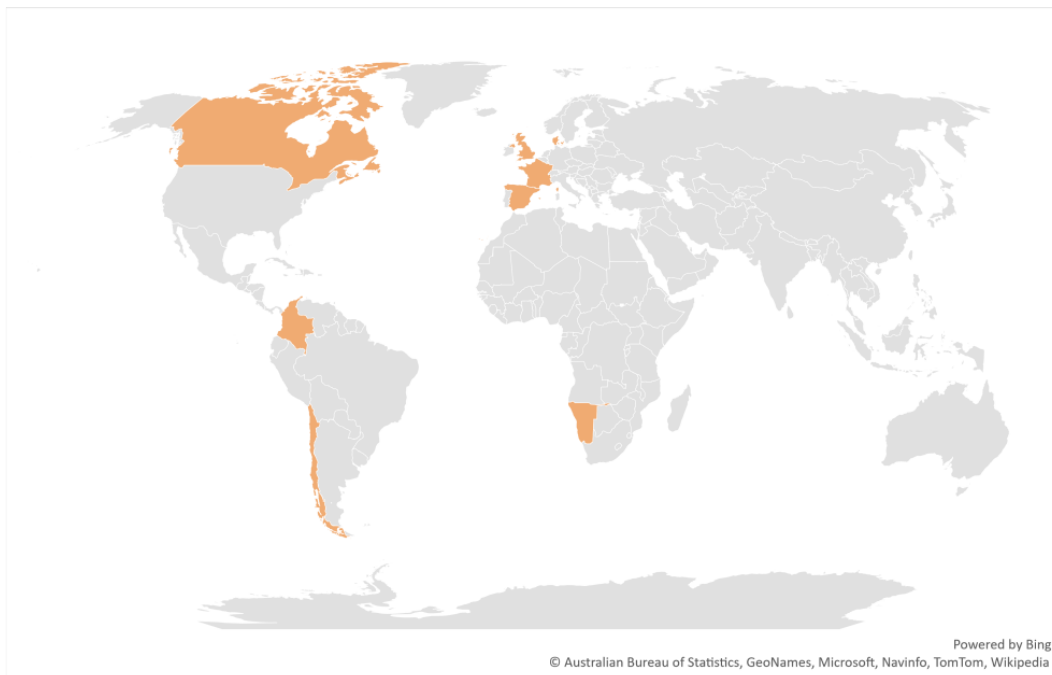 Powered by Bing
© Australian Bureau of Statistics, GeoNames, Microsoft, Navinfo, TomTom, Wikipedia